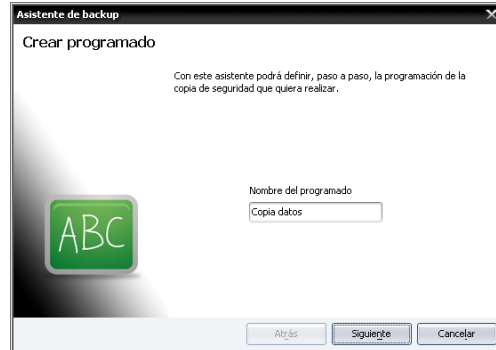 Asistente de backup
Crear programado
Con este asistente podrá definir, paso a paso, la programación de la
copia de seguridad que quiera realizar.
Nombre del programado
Copia datos
ABC
Atrás
Siguiente
Cancelar